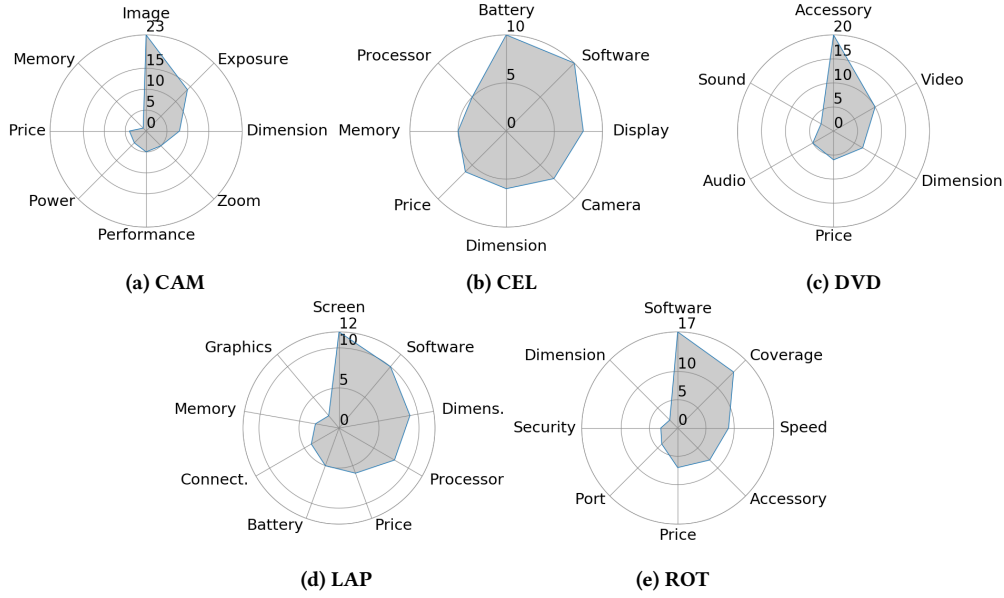 Image
23
15
10
5
0
Memory
Exposure
Price
Dimension
Power
Zoom
Performance
(a) CAM
Battery
10
5
0
Processor
Software
Memory
Display
Price
Camera
Dimension
(b) CEL
Accessory
20
15
10
5
0
Sound
Video
Audio
Dimension
Price
(c) DVD
Screen
12
10
5
0
Graphics
Software
Memory
Dimens.
Connect.
Processor
Battery
Price
(d) LAP
Software
17
10
5
0
Dimension
Coverage
Security
Speed
Port
Accessory
Price
(e) ROT